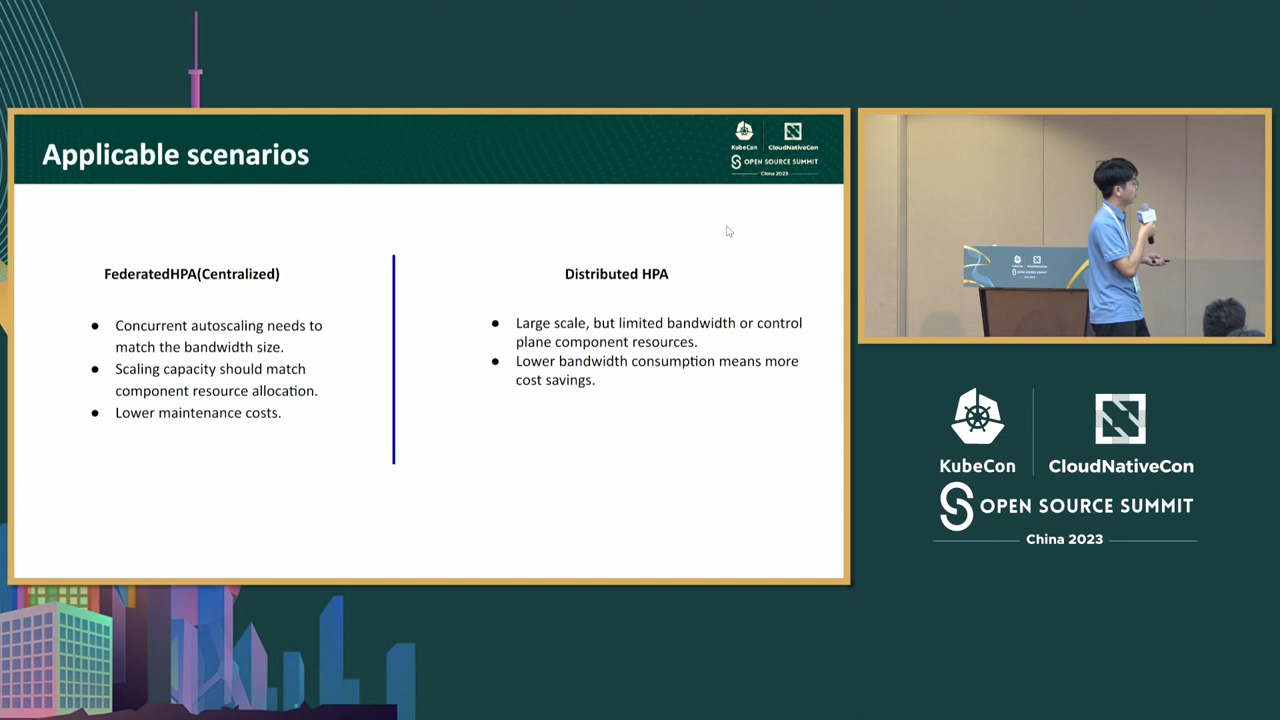 Applicable scenarios
KubeCon
CloudNativeCon
OPEN SOURCE SUMMIT
China 2023
FederatedHPA(Centralized)
● Concurrent autoscaling needs to
match the bandwidth size.
● Scaling capacity should match
component resource allocation.
● Lower maintenance costs.
Distributed HPA
● Large scale, but limited bandwidth or control
plane component resources.
● Lower bandwidth consumption means more
cost savings.
KubeCon
CloudNativeCon
OPEN SOURCE SUMMIT
China 2023